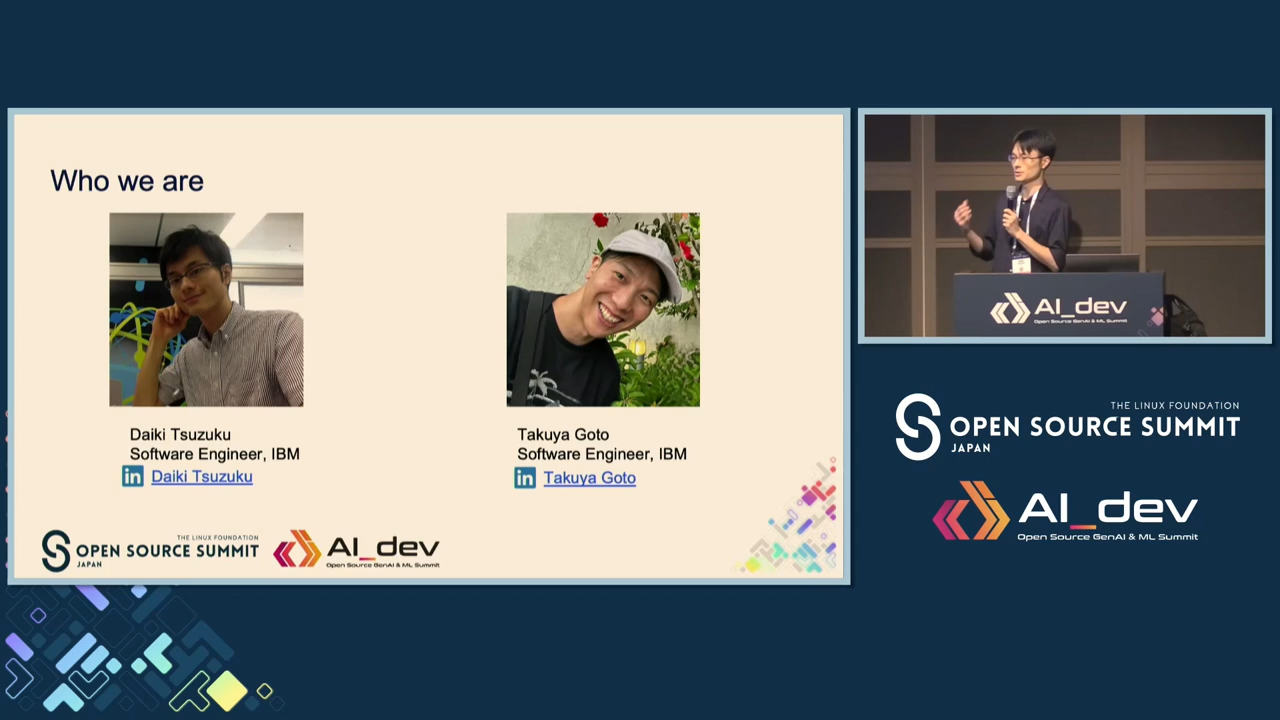 Who we are
Daiki Tsuzuku
Software Engineer, IBM
in Daiki Tsuzuku
Takuya Goto
Software Engineer, IBM
in Takuya Goto
THE LINUX FOUNDATION
OPEN SOURCE SUMMIT
JAPAN
AI_dev
Open Source GenAI & ML Summit
AI_dev
Open Source GenAI & ML Summit
THE LINUX FOUNDATION
OPEN SOURCE SUMMIT
JAPAN
AI_dev
Open Source GenAI & ML Summit